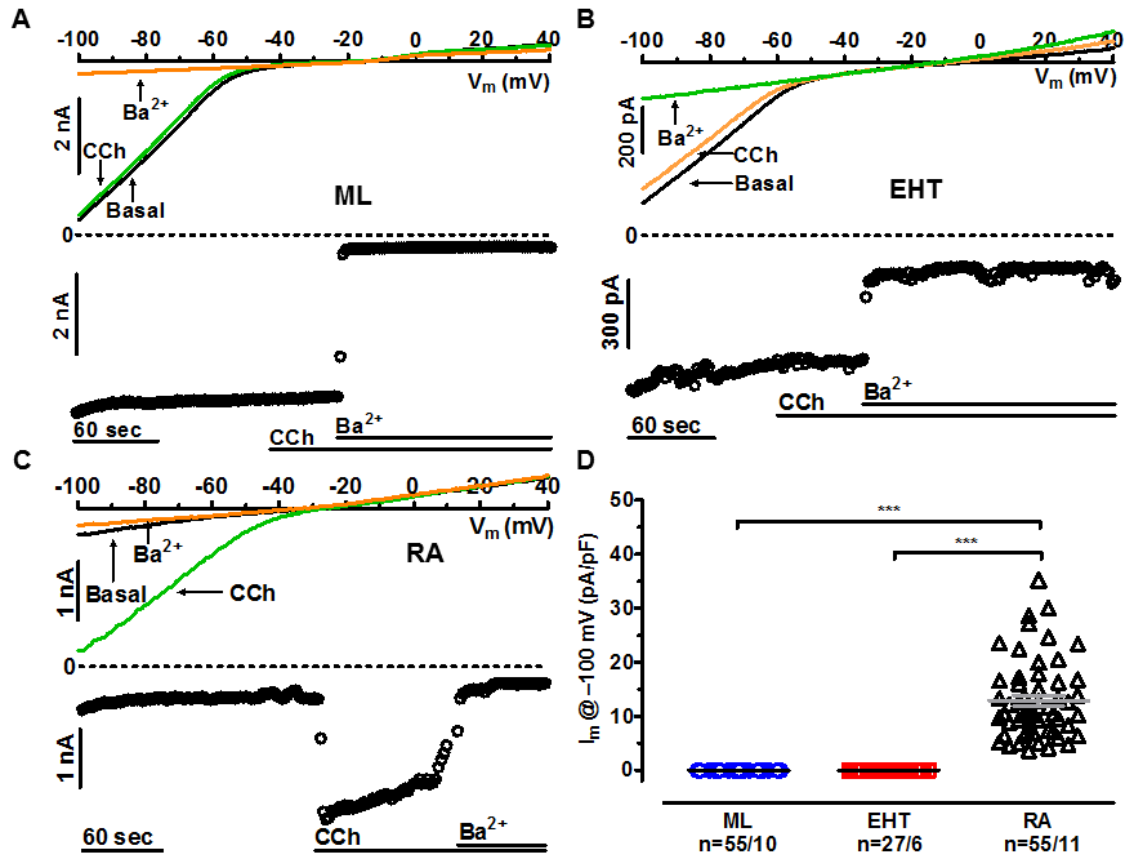 A
-100 -80 -60 -40 -20 0 20 40
Vm (mV)
Ba2+
2 nA
CCh
Basal
ML
0
2 nA
60 sec
CCh
Ba2+
B
-100 -80 -60 -40 -20 0 20 40
Vm (mV)
200 pA
Ba2+
CCh
Basal
EHT
0
300 pA
60 sec
CCh
Ba2+
C
-100 -80 -60 -40 -20 0 20 40
Vm (mV)
Ba2+
1 nA
Basal
CCh
RA
0
1 nA
60 sec
CCh
Ba2+
D
50
40
30
20
10
0
Im @ −100 mV (pA/pF)
***
***
ML
n=55/10
EHT
n=27/6
RA
n=55/11